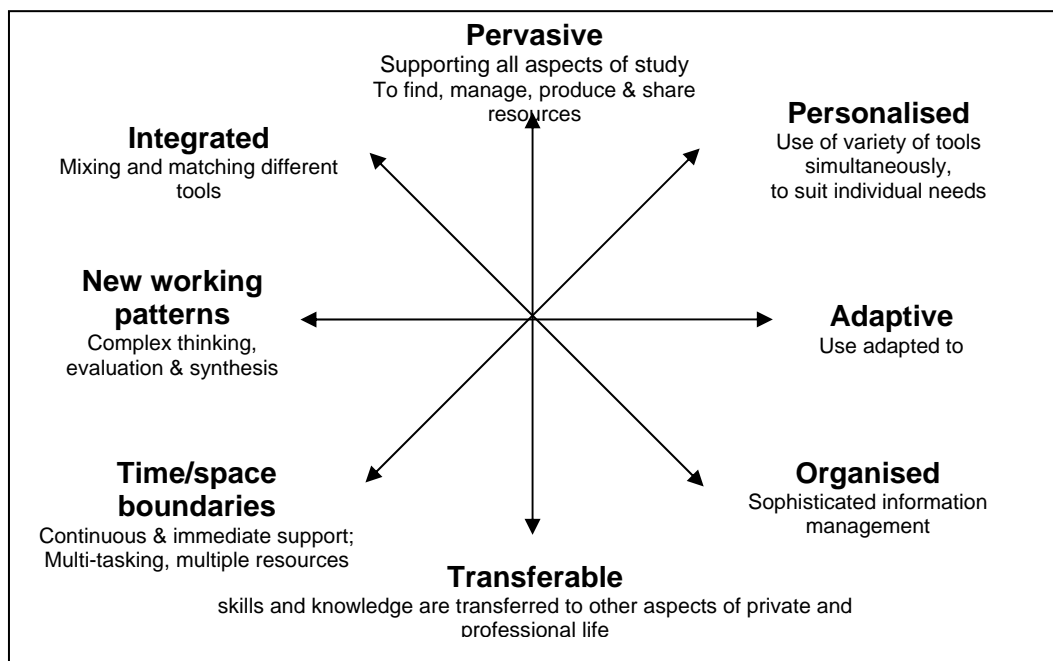 Pervasive
Supporting all aspects of study
To find, manage, produce & share
resources
Personalised
Use of variety of tools
simultaneously,
to suit individual needs
Integrated
Mixing and matching different
tools
New working
patterns
Complex thinking,
evaluation & synthesis
Adaptive
Use adapted to
Time/space
boundaries
Continuous & immediate support;
Multi-tasking, multiple resources
Organised
Sophisticated information
management
Transferable
skills and knowledge are transferred to other aspects of private and
professional life